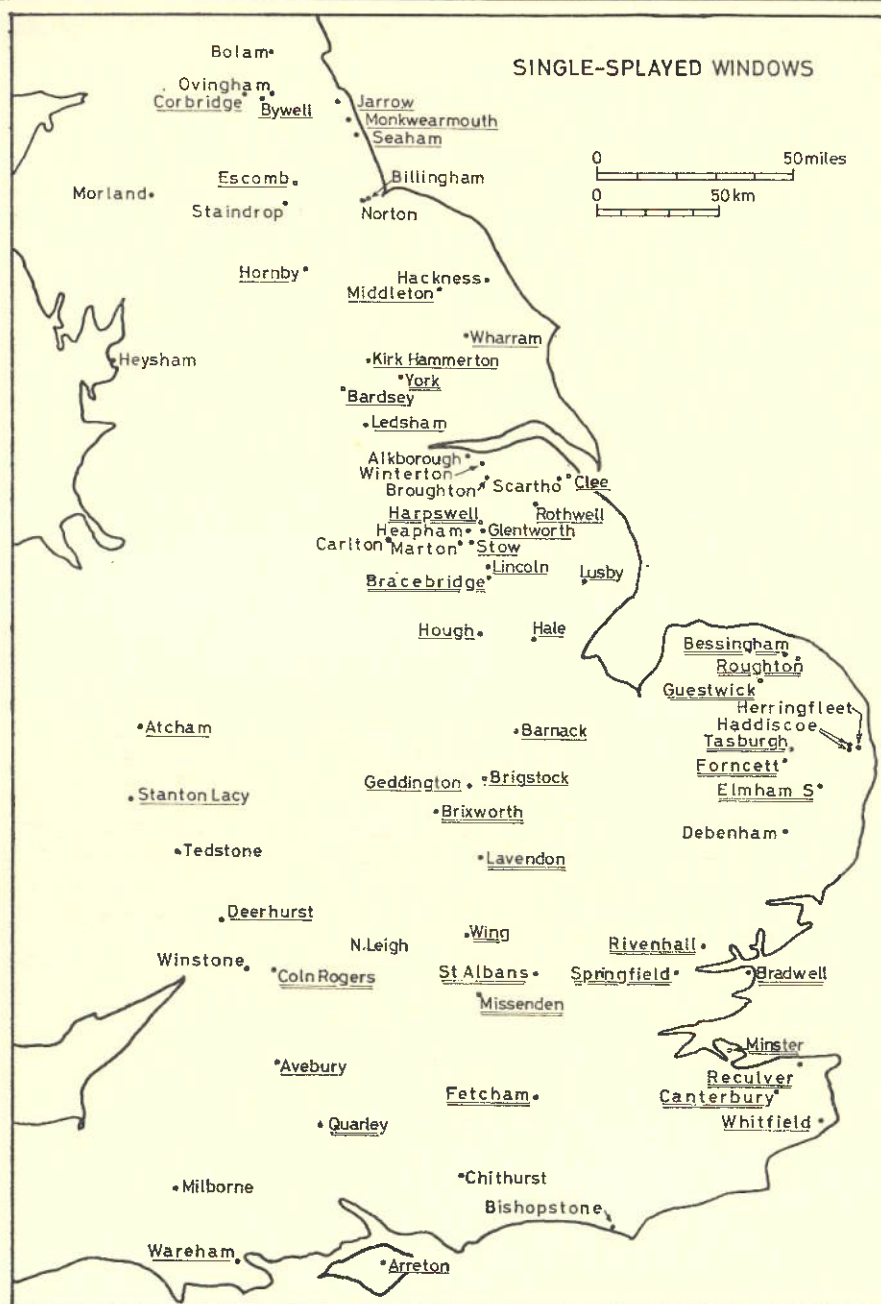 SINGLE-SPLAYED WINDOWS
0 50 miles
0 50 km
Bolam
Ovingham
Corbridge
Bywell
Jarrow
Monkwearmouth
Seaham
Escomb
Billingham
Morland
Staindrop
Norton
Hornby
Hackness
Middleton
Wharram
Heysham
Kirk Hammerton
York
Bardsey
Ledsham
Alkborough
Winterton
Broughton
Scartho
Clee
Harpswell
Rothwell
Heapham
Glentworth
Carlton
Marton
Stow
Lincoln
Lusby
Bracebridge
Hough
Hale
Bessingham
Roughton
Guestwick
Herringfleet
Haddiscoe
Atcham
Barnack
Tasburgh
Forncett
Geddington
Brigstock
Elmham S
Stanton Lacy
Brixworth
Debenham
Tedstone
Lavendon
Deerhurst
Wing
N.Leigh
Rivenhall
Winstone
Coln Rogers
St Albans
Springfield
Bradwell
Missenden
Minster
Avebury
Reculver
Fetcham
Canterbury
Quarley
Whitfield
Milborne
Chithurst
Bishopstone
Wareham
Arreton